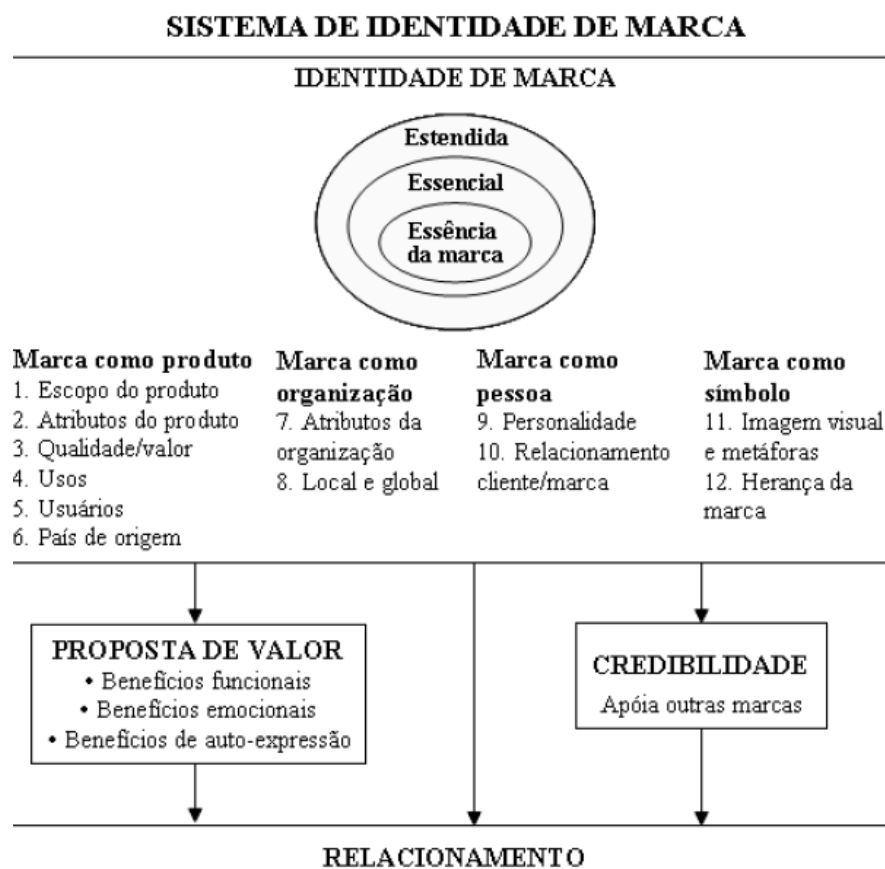 SISTEMA DE IDENTIDADE DE MARCA
IDENTIDADE DE MARCA
Estendida
Essencial
Essência
da marca
Marca como produto
1. Escopo do produto
2. Atributos do produto
3. Qualidade/valor
4. Usos
5. Usuários
6. País de origem
Marca como
organização
7. Atributos da
organização
8. Local e global
Marca como
pessoa
9. Personalidade
10. Relacionamento
cliente/marca
Marca como
símbolo
11. Imagem visual
e metáforas
12. Herança da
marca
PROPOSTA DE VALOR
• Benefícios funcionais
• Benefícios emocionais
• Benefícios de auto-expressão
CREDIBILIDADE
Apóia outras marcas
RELACIONAMENTO